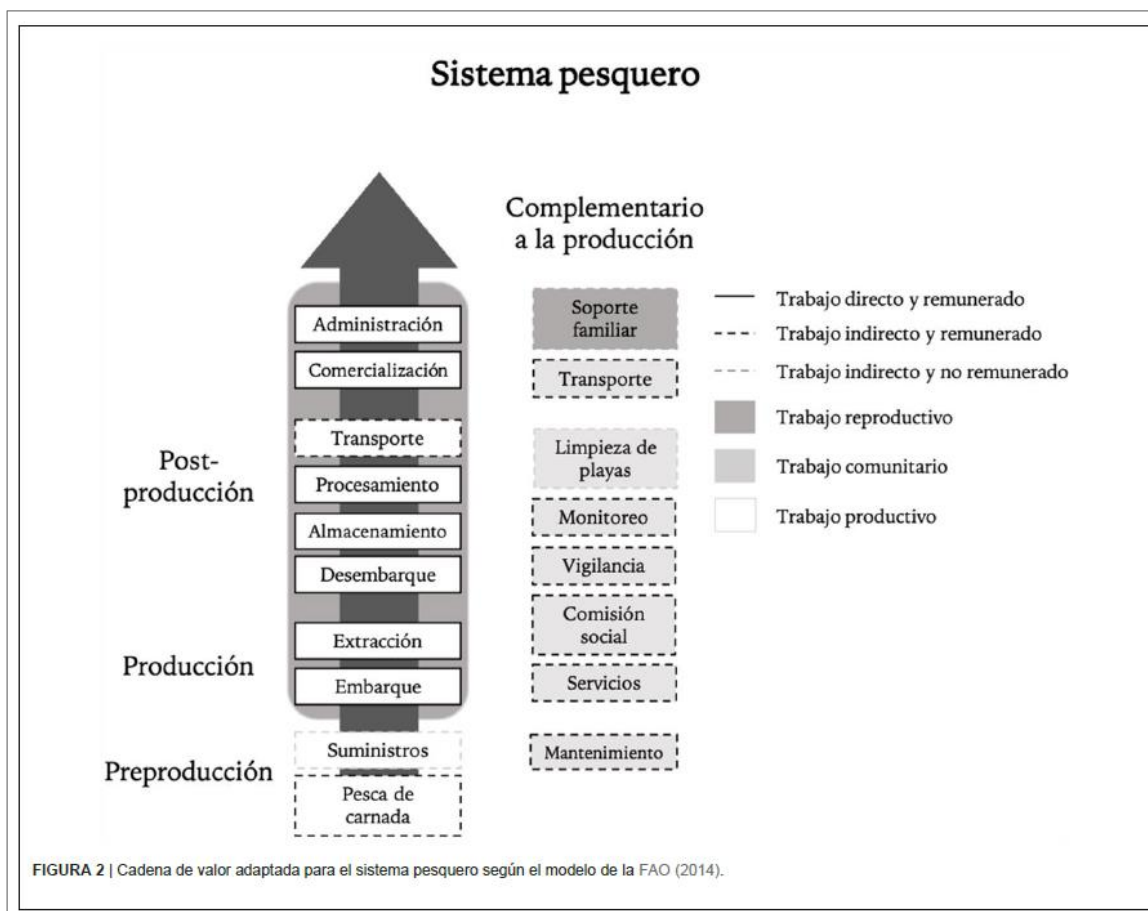 Sistema pesquero
Complementario
a la producción
Administración
Comercialización
Transporte
Procesamiento
Almacenamiento
Desembarque
Extracción
Embarque
Suministros
Pesca de
carnada
Post-
producción
Producción
Preproducción
Soporte
familiar
Transporte
Limpieza de
playas
Monitoreo
Vigilancia
Comisión
social
Servicios
Mantenimiento
Trabajo directo y remunerado
Trabajo indirecto y remunerado
Trabajo indirecto y no remunerado
Trabajo reproductivo
Trabajo comunitario
Trabajo productivo
FIGURA 2 | Cadena de valor adaptada para el sistema pesquero según el modelo de la FAO (2014).